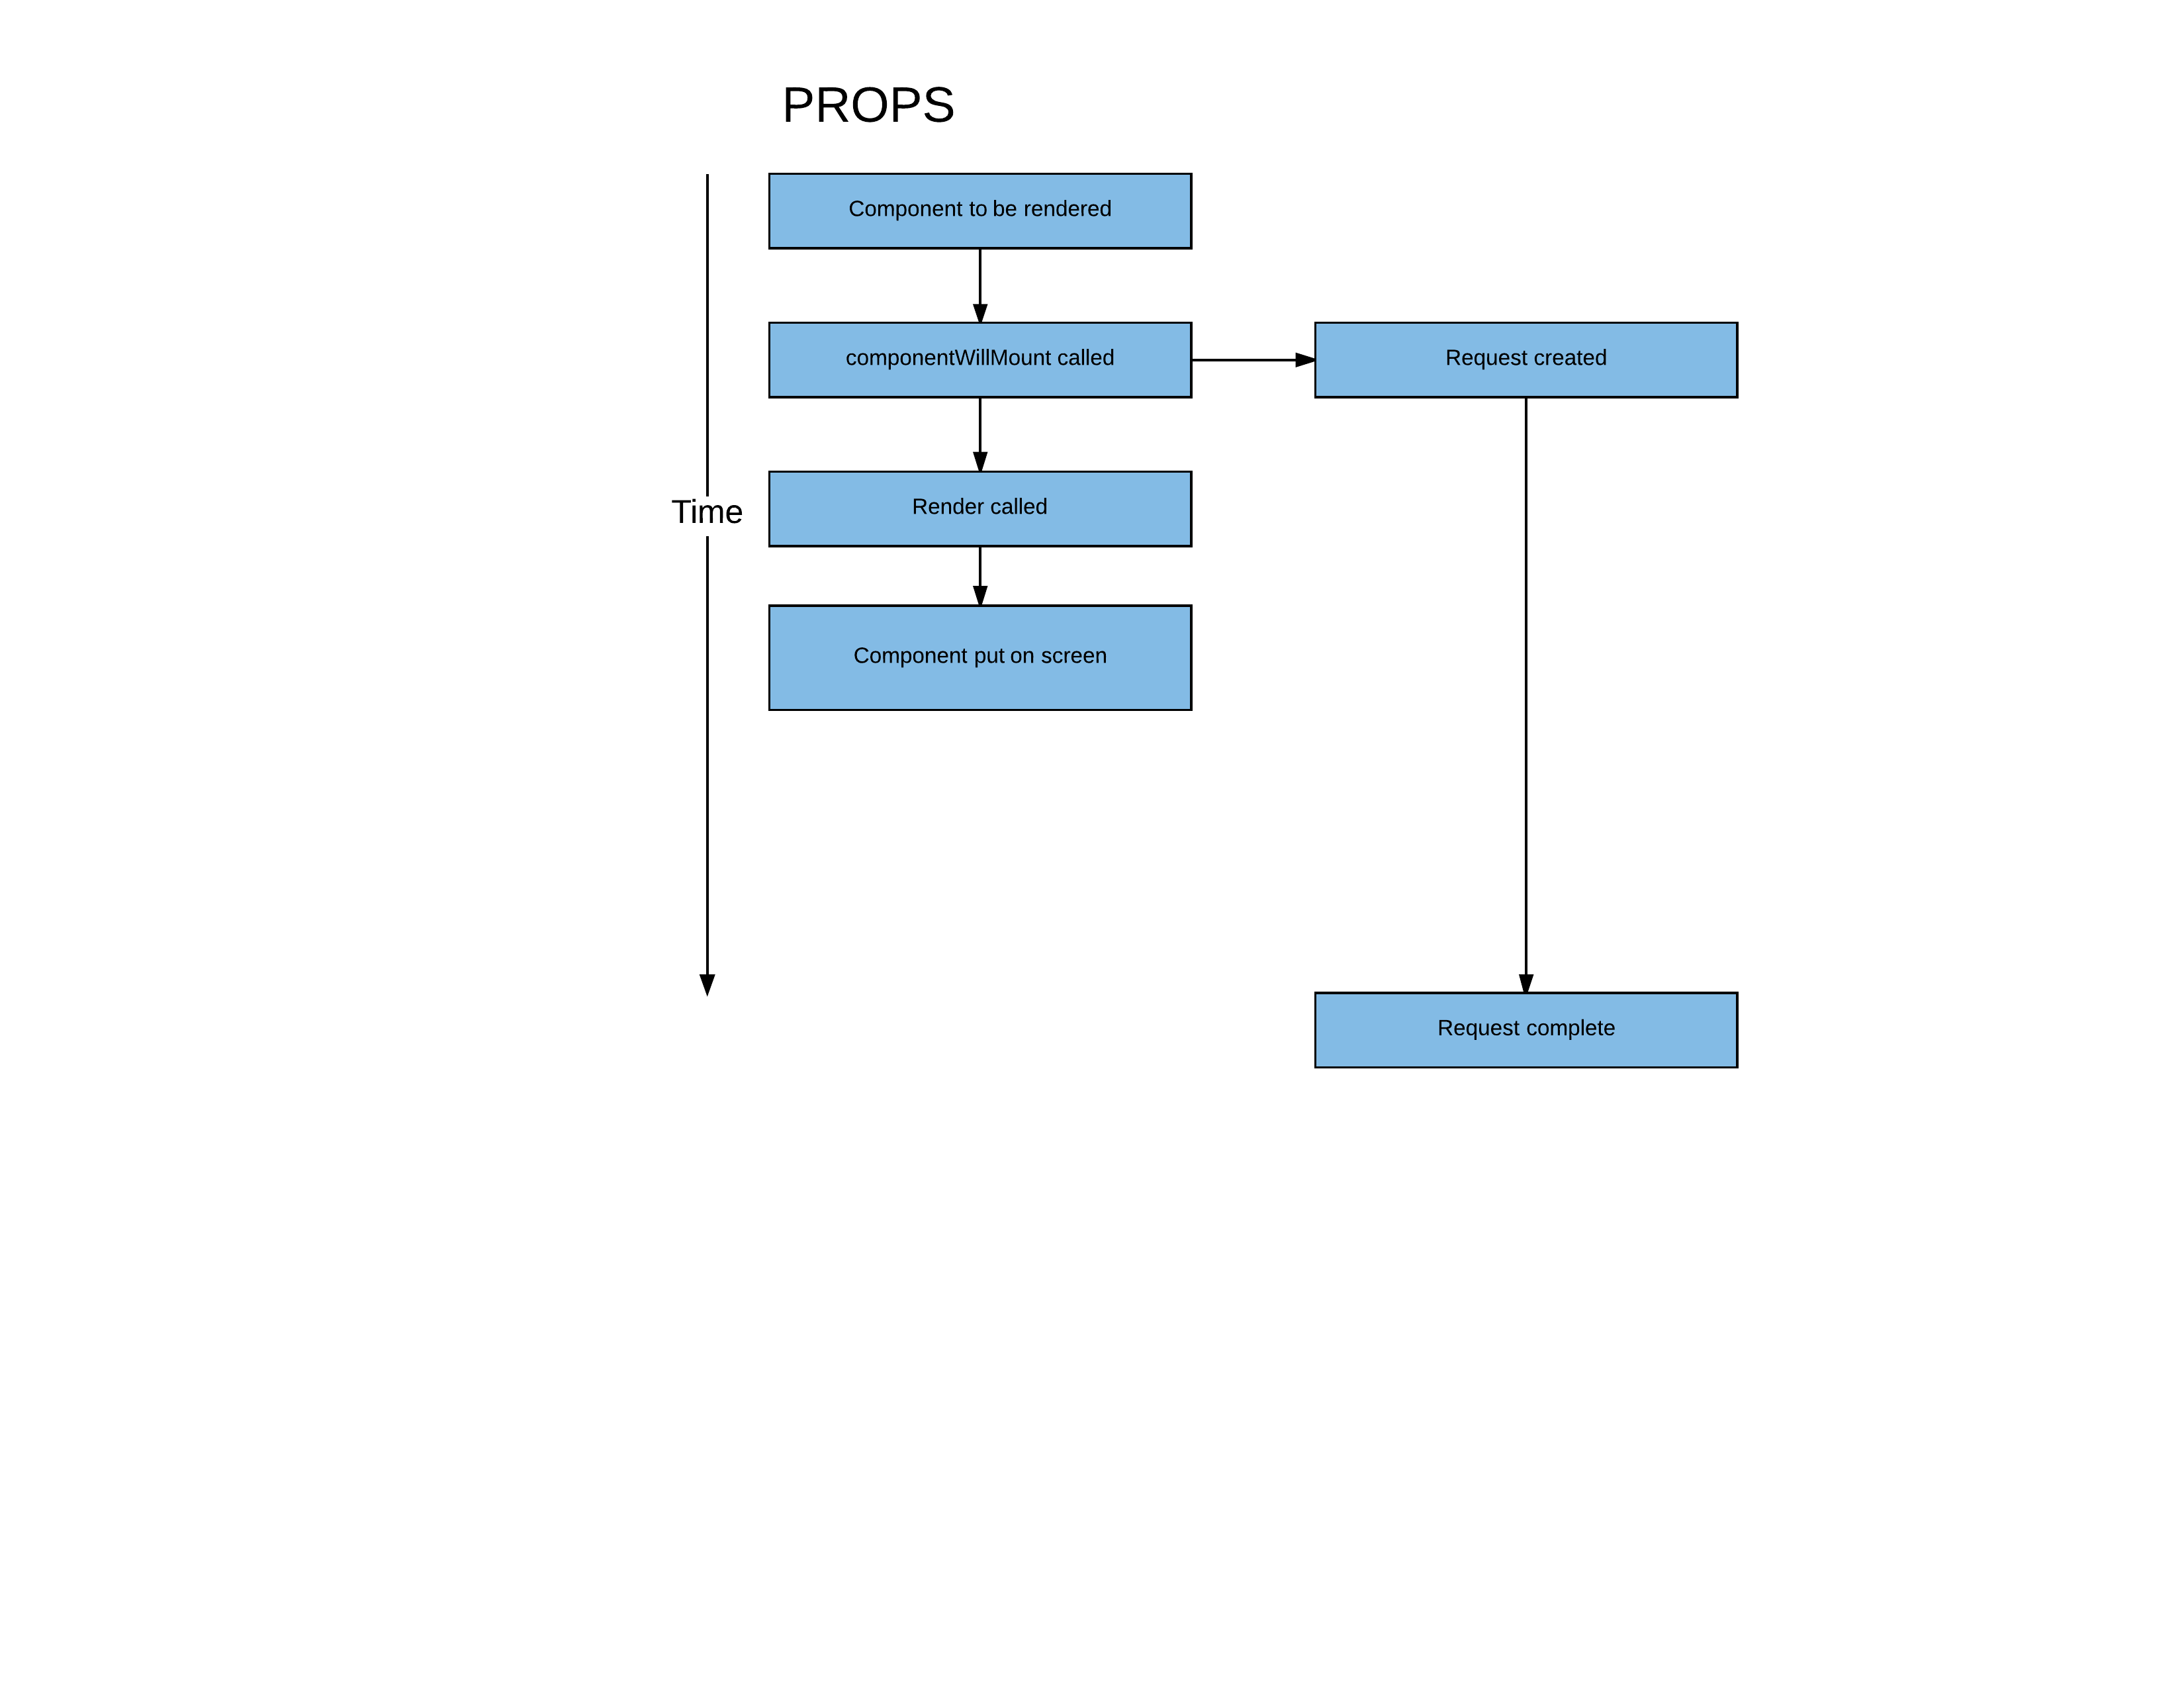 PROPS
Component to be rendered
componentWillMount called
Request created
Time
Render called
Component put on screen
Request complete